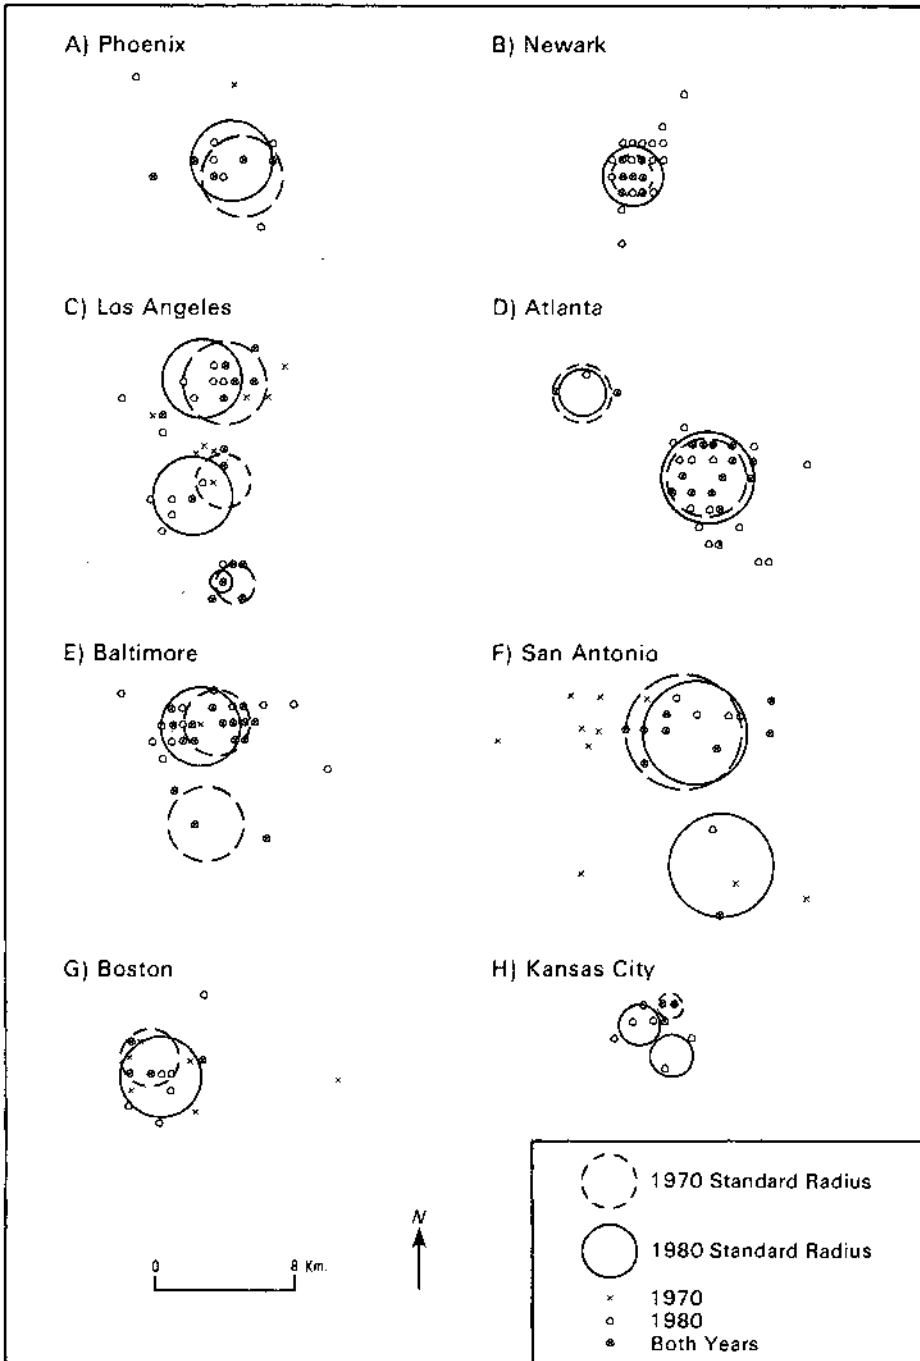 A) Phoenix
B) Newark
C) Los Angeles
D) Atlanta
E) Baltimore
F) San Antonio
G) Boston
H) Kansas City
N
0 8 Km.
1970 Standard Radius
1980 Standard Radius
1970
1980
Both Years